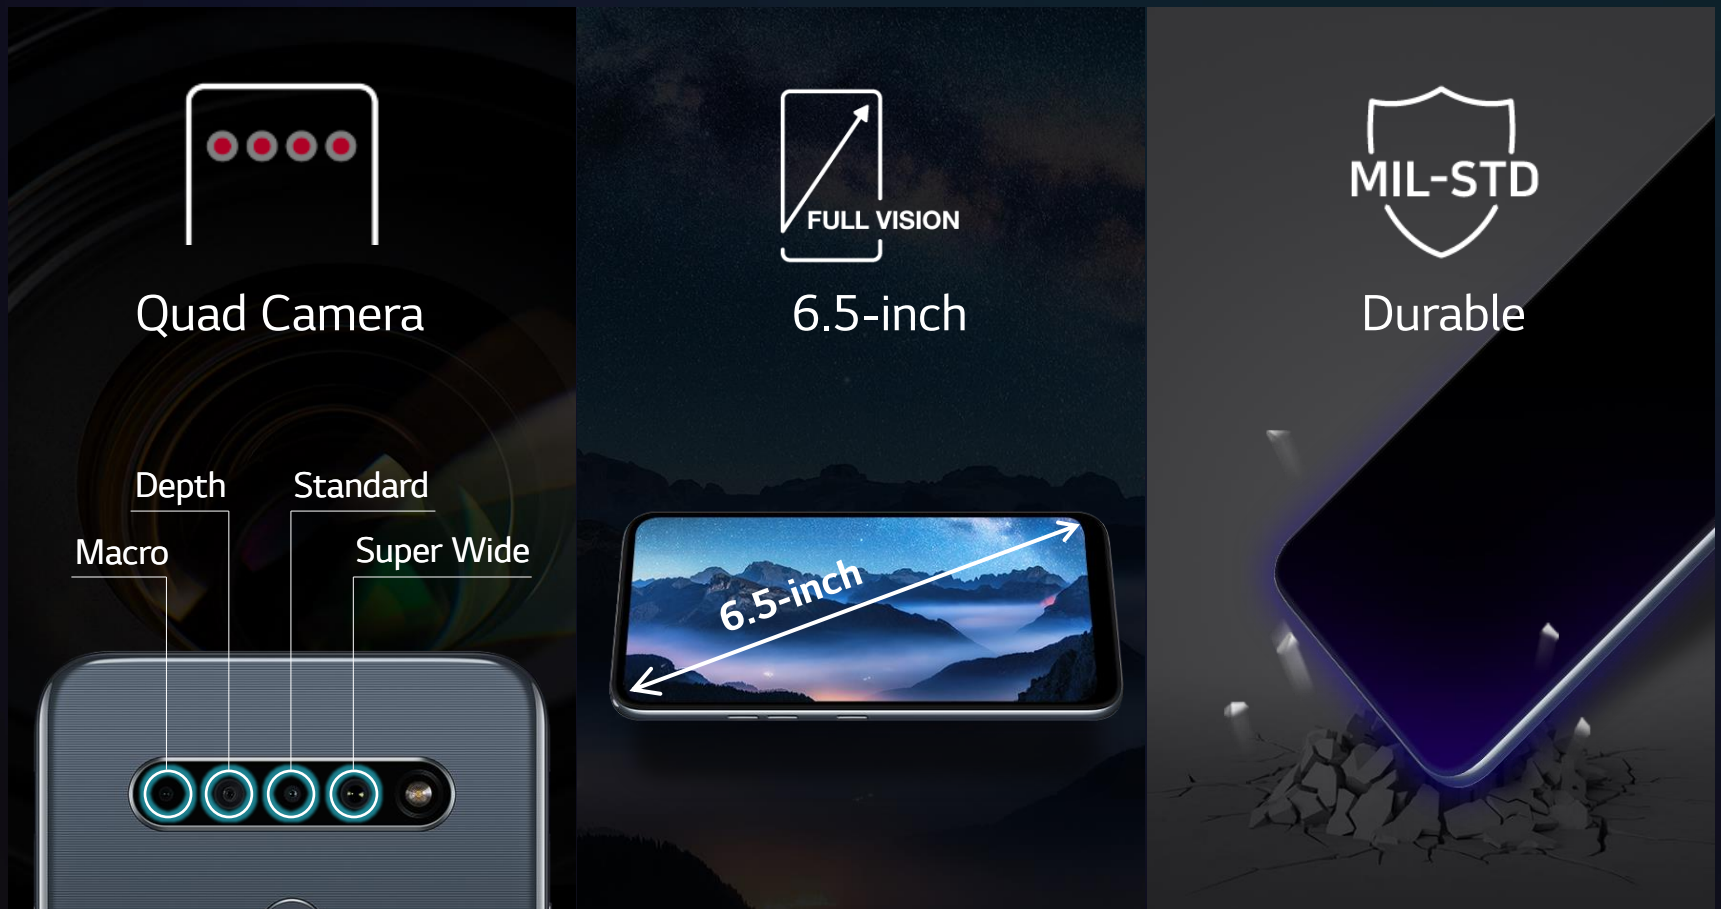 Quad Camera
Depth
Standard
Macro
Super Wide
FULL VISION
6.5-inch
6.5-inch
MIL-STD
Durable